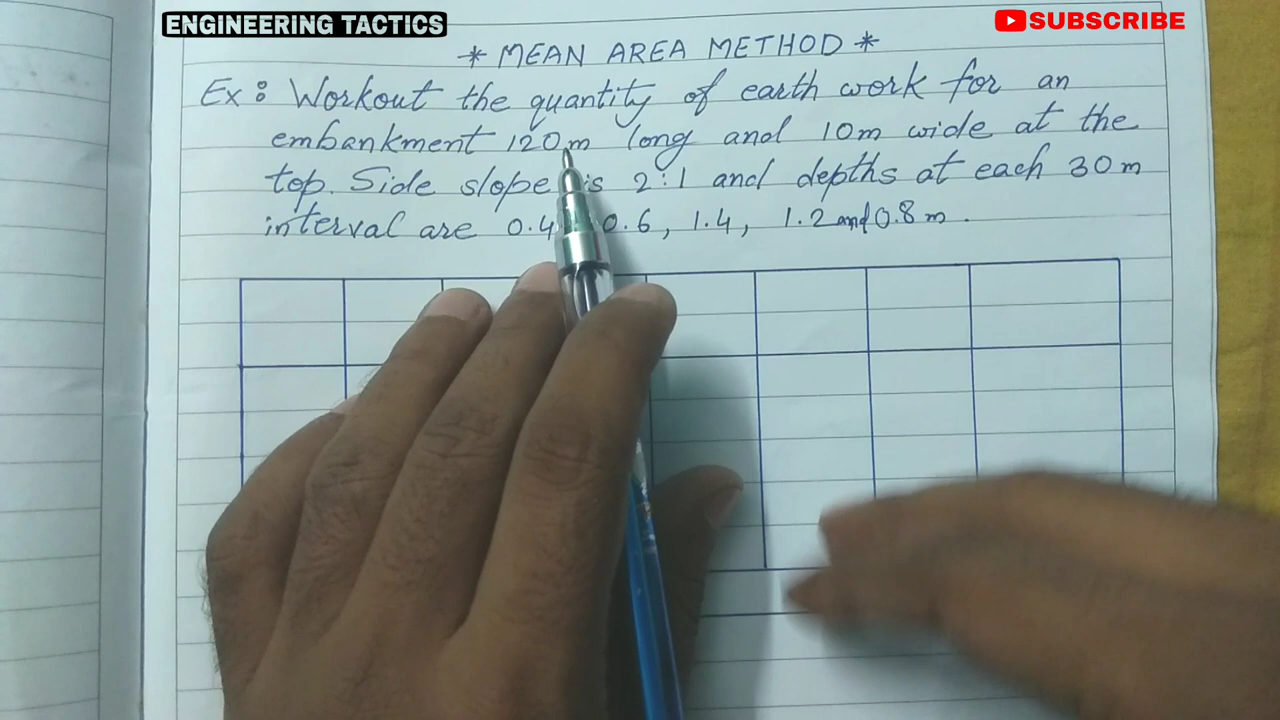 ENGINEERING TACTICS
SUBSCRIBE
* MEAN AREA METHOD *
Ex: Workout the quantity of earth work for an
embankment 120m long and 10m wide at the
top. Side slope is 2:1 and depths at each 30m
interval are 0.4 0.6, 1.4, 1.2 and 0.8m.